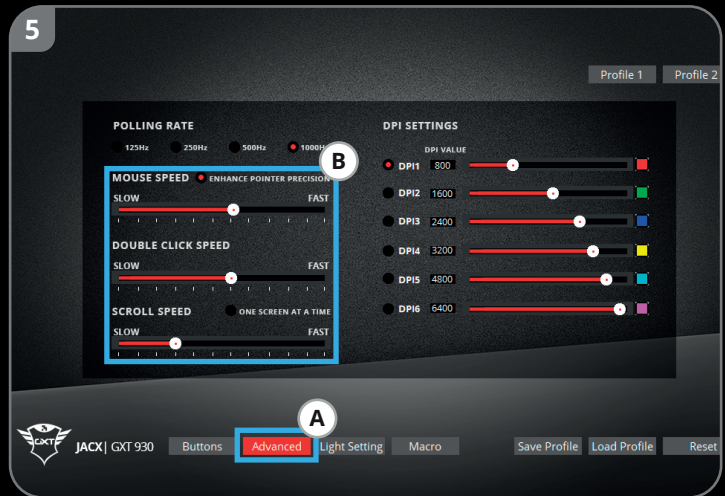 5
Profile 1 Profile 2
POLLING RATE
125Hz 250Hz 500Hz 1000Hz
B
MOUSE SPEED ENHANCE POINTER PRECISION
SLOW FAST
DOUBLE CLICK SPEED
SLOW FAST
SCROLL SPEED ONE SCREEN AT A TIME
SLOW FAST
DPI SETTINGS
DPI VALUE
DPI1 800
DPI2 1600
DPI3 2400
DPI4 3200
DPI5 4800
DPI6 6400
A
GXT JACX | GXT 930 Buttons Advanced Light Setting Macro Save Profile Load Profile Reset